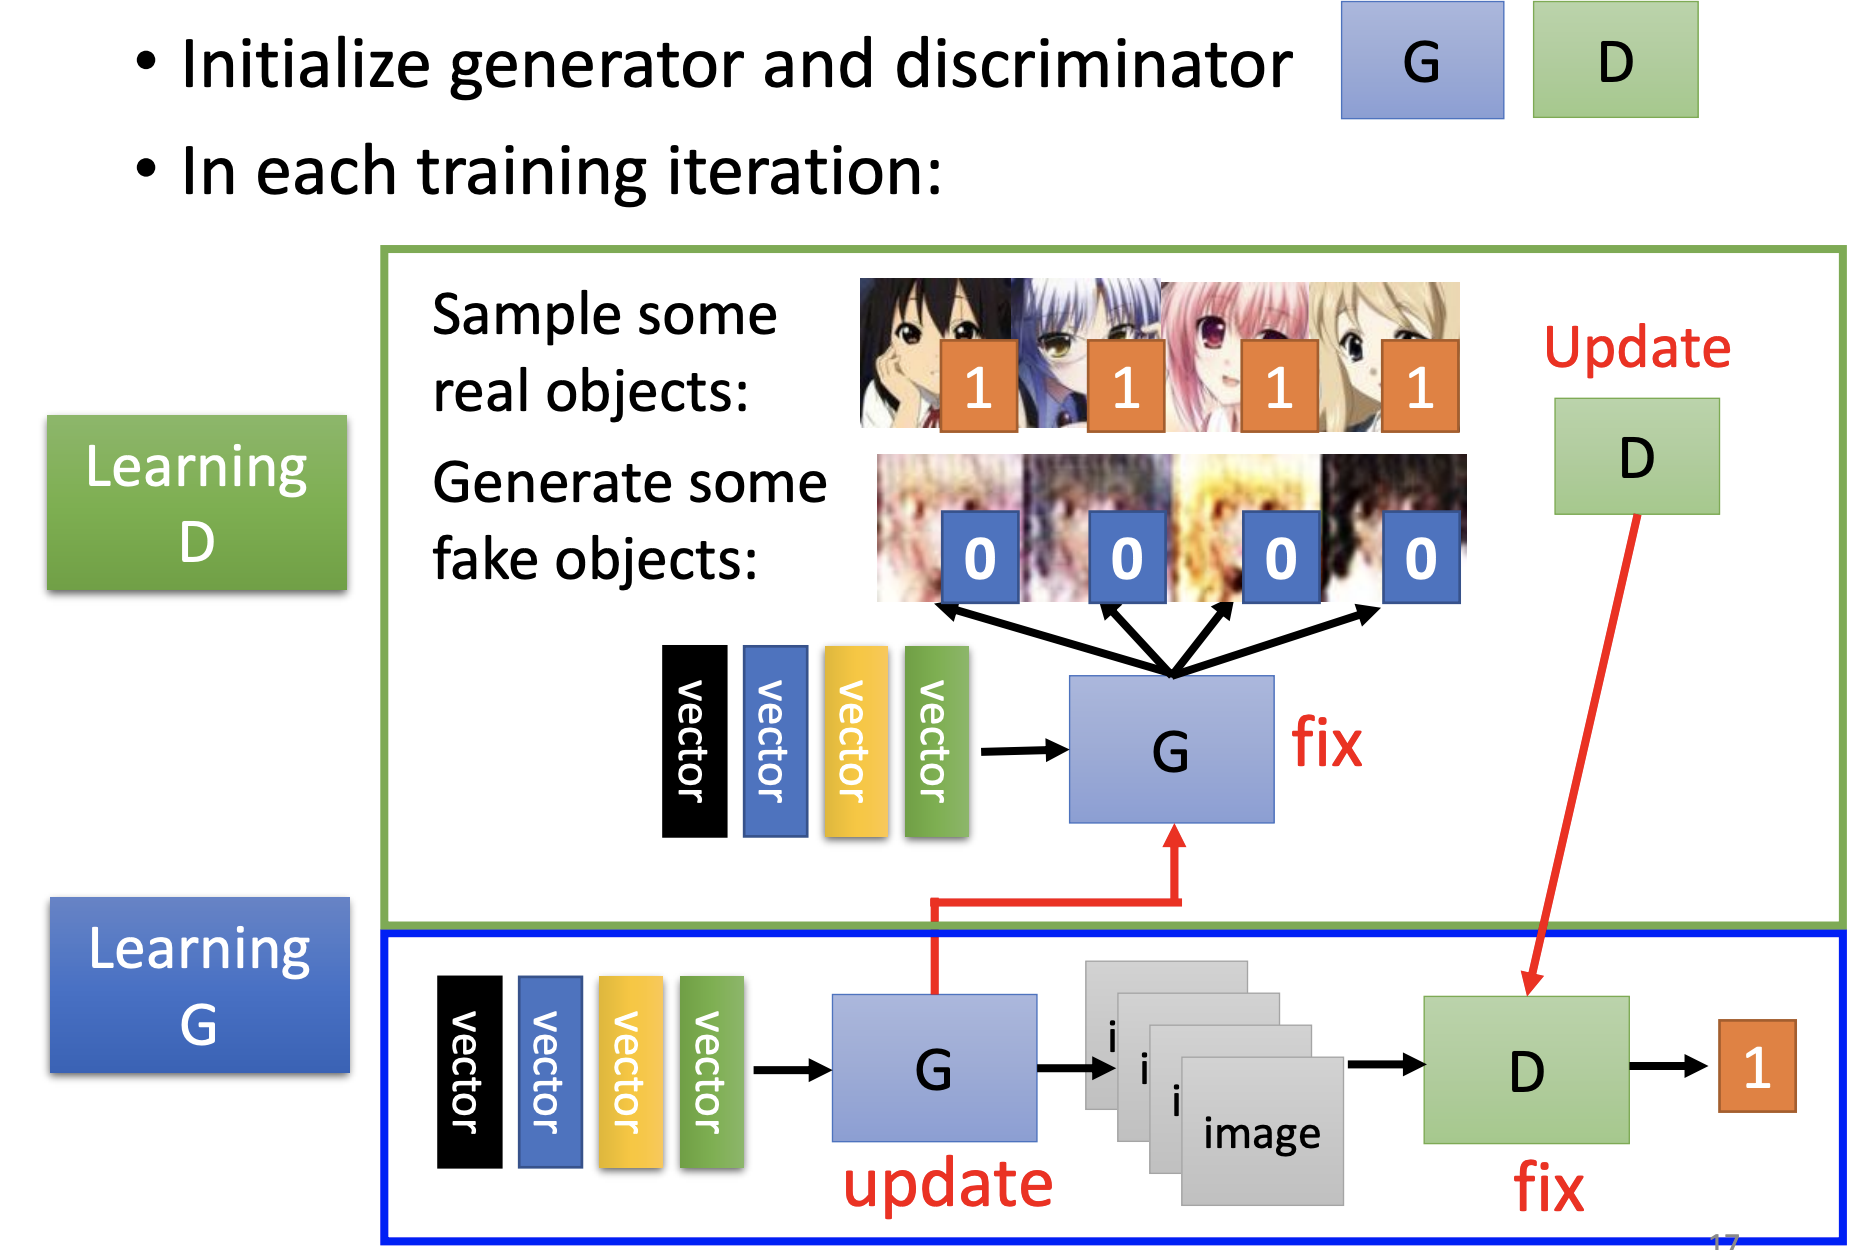 • Initialize generator and discriminator
G
D
• In each training iteration:
Sample some
real objects:
1
1
1
1
Update
D
Learning
D
Generate some
fake objects:
0
0
0
0
vector
vector
vector
vector
G
fix
Learning
G
vector
vector
vector
vector
G
update
i
i
i
image
D
fix
1
17